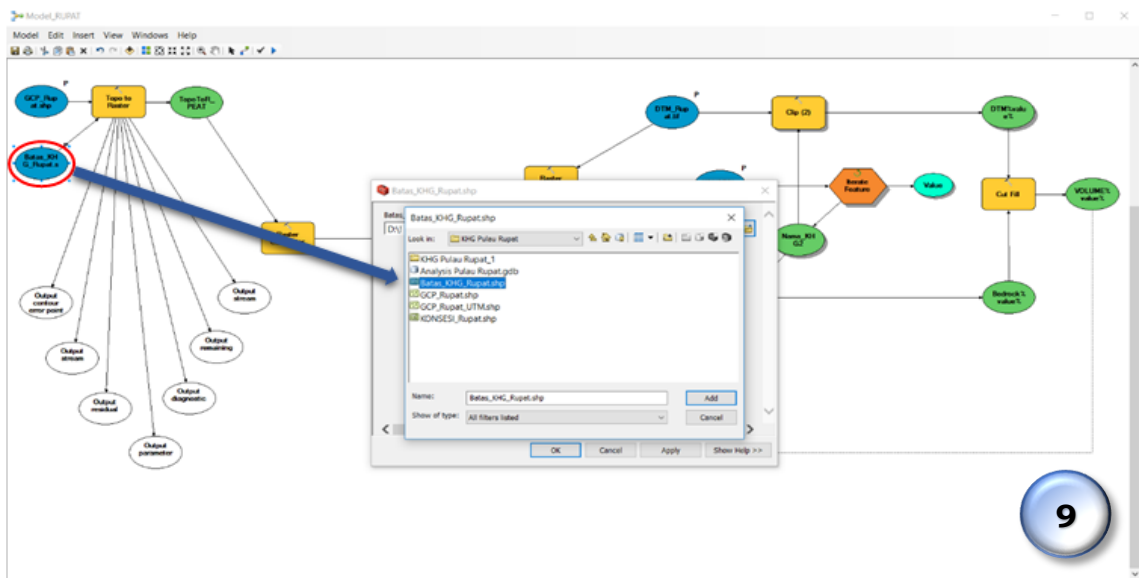 Model_RUPAT
Model Edit Insert View Windows Help
GCP_Rup
at.shp
P
Topo to
Raster
TopoToR_
PEAT
Batas_KH
G_Rupat.s
Output
contour
error point
Output
stream
Output
residual
Output
parameter
Output
diagnostic
Output
remaining
Output
stream
Raster
Raster
P
DTM_Rup
at.tif
Clip (2)
DTM%valu
e%
P
Iterate
Feature
Value
Nama_KH
G2
Cut Fill
VOLUME%
value%
Bedrock%
value%
Batas_KHG_Rupat.shp
Batas_
D:\J
Batas_KHG_Rupat.shp
Look in: KHG Pulau Rupat
KHG Pulau Rupat_1
Analysis Pulau Rupat.gdb
Batas_KHG_Rupat.shp
GCP_Rupat.shp
GCP_Rupat_UTM.shp
KONSESI_Rupat.shp
Name: Batas_KHG_Rupat.shp Add
Show of type: All filters listed Cancel
OK Cancel Apply Show Help >>
9